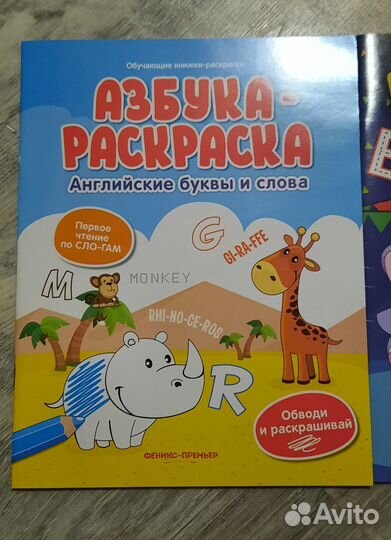 Обучающие книжки-раскраски
АЗБУКА-
РАСКРАСКА
Английские буквы и слова
Первое
чтение
по СЛО-ГАМ
G
GI-RA-FFE
M
MONKEY
RHI-NO-CE-ROS
R
Обводи
и раскрашивай
ФЕНИКС-ПРЕМЬЕР
Avito